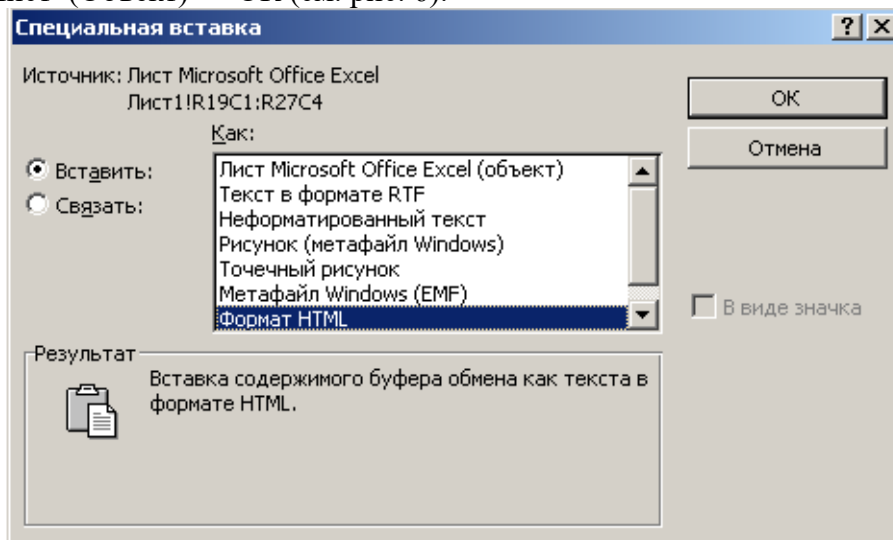 Специальная вставка
Источник: Лист Microsoft Office Excel
Лист1!R19C1:R27C4
ОК
Отмена
Как:
Вставить:
Связать:
Лист Microsoft Office Excel (объект)
Текст в формате RTF
Неформатированный текст
Рисунок (метафайл Windows)
Точечный рисунок
Метафайл Windows (EMF)
Формат HTML
В виде значка
Результат
Вставка содержимого буфера обмена как текста в
формате HTML.